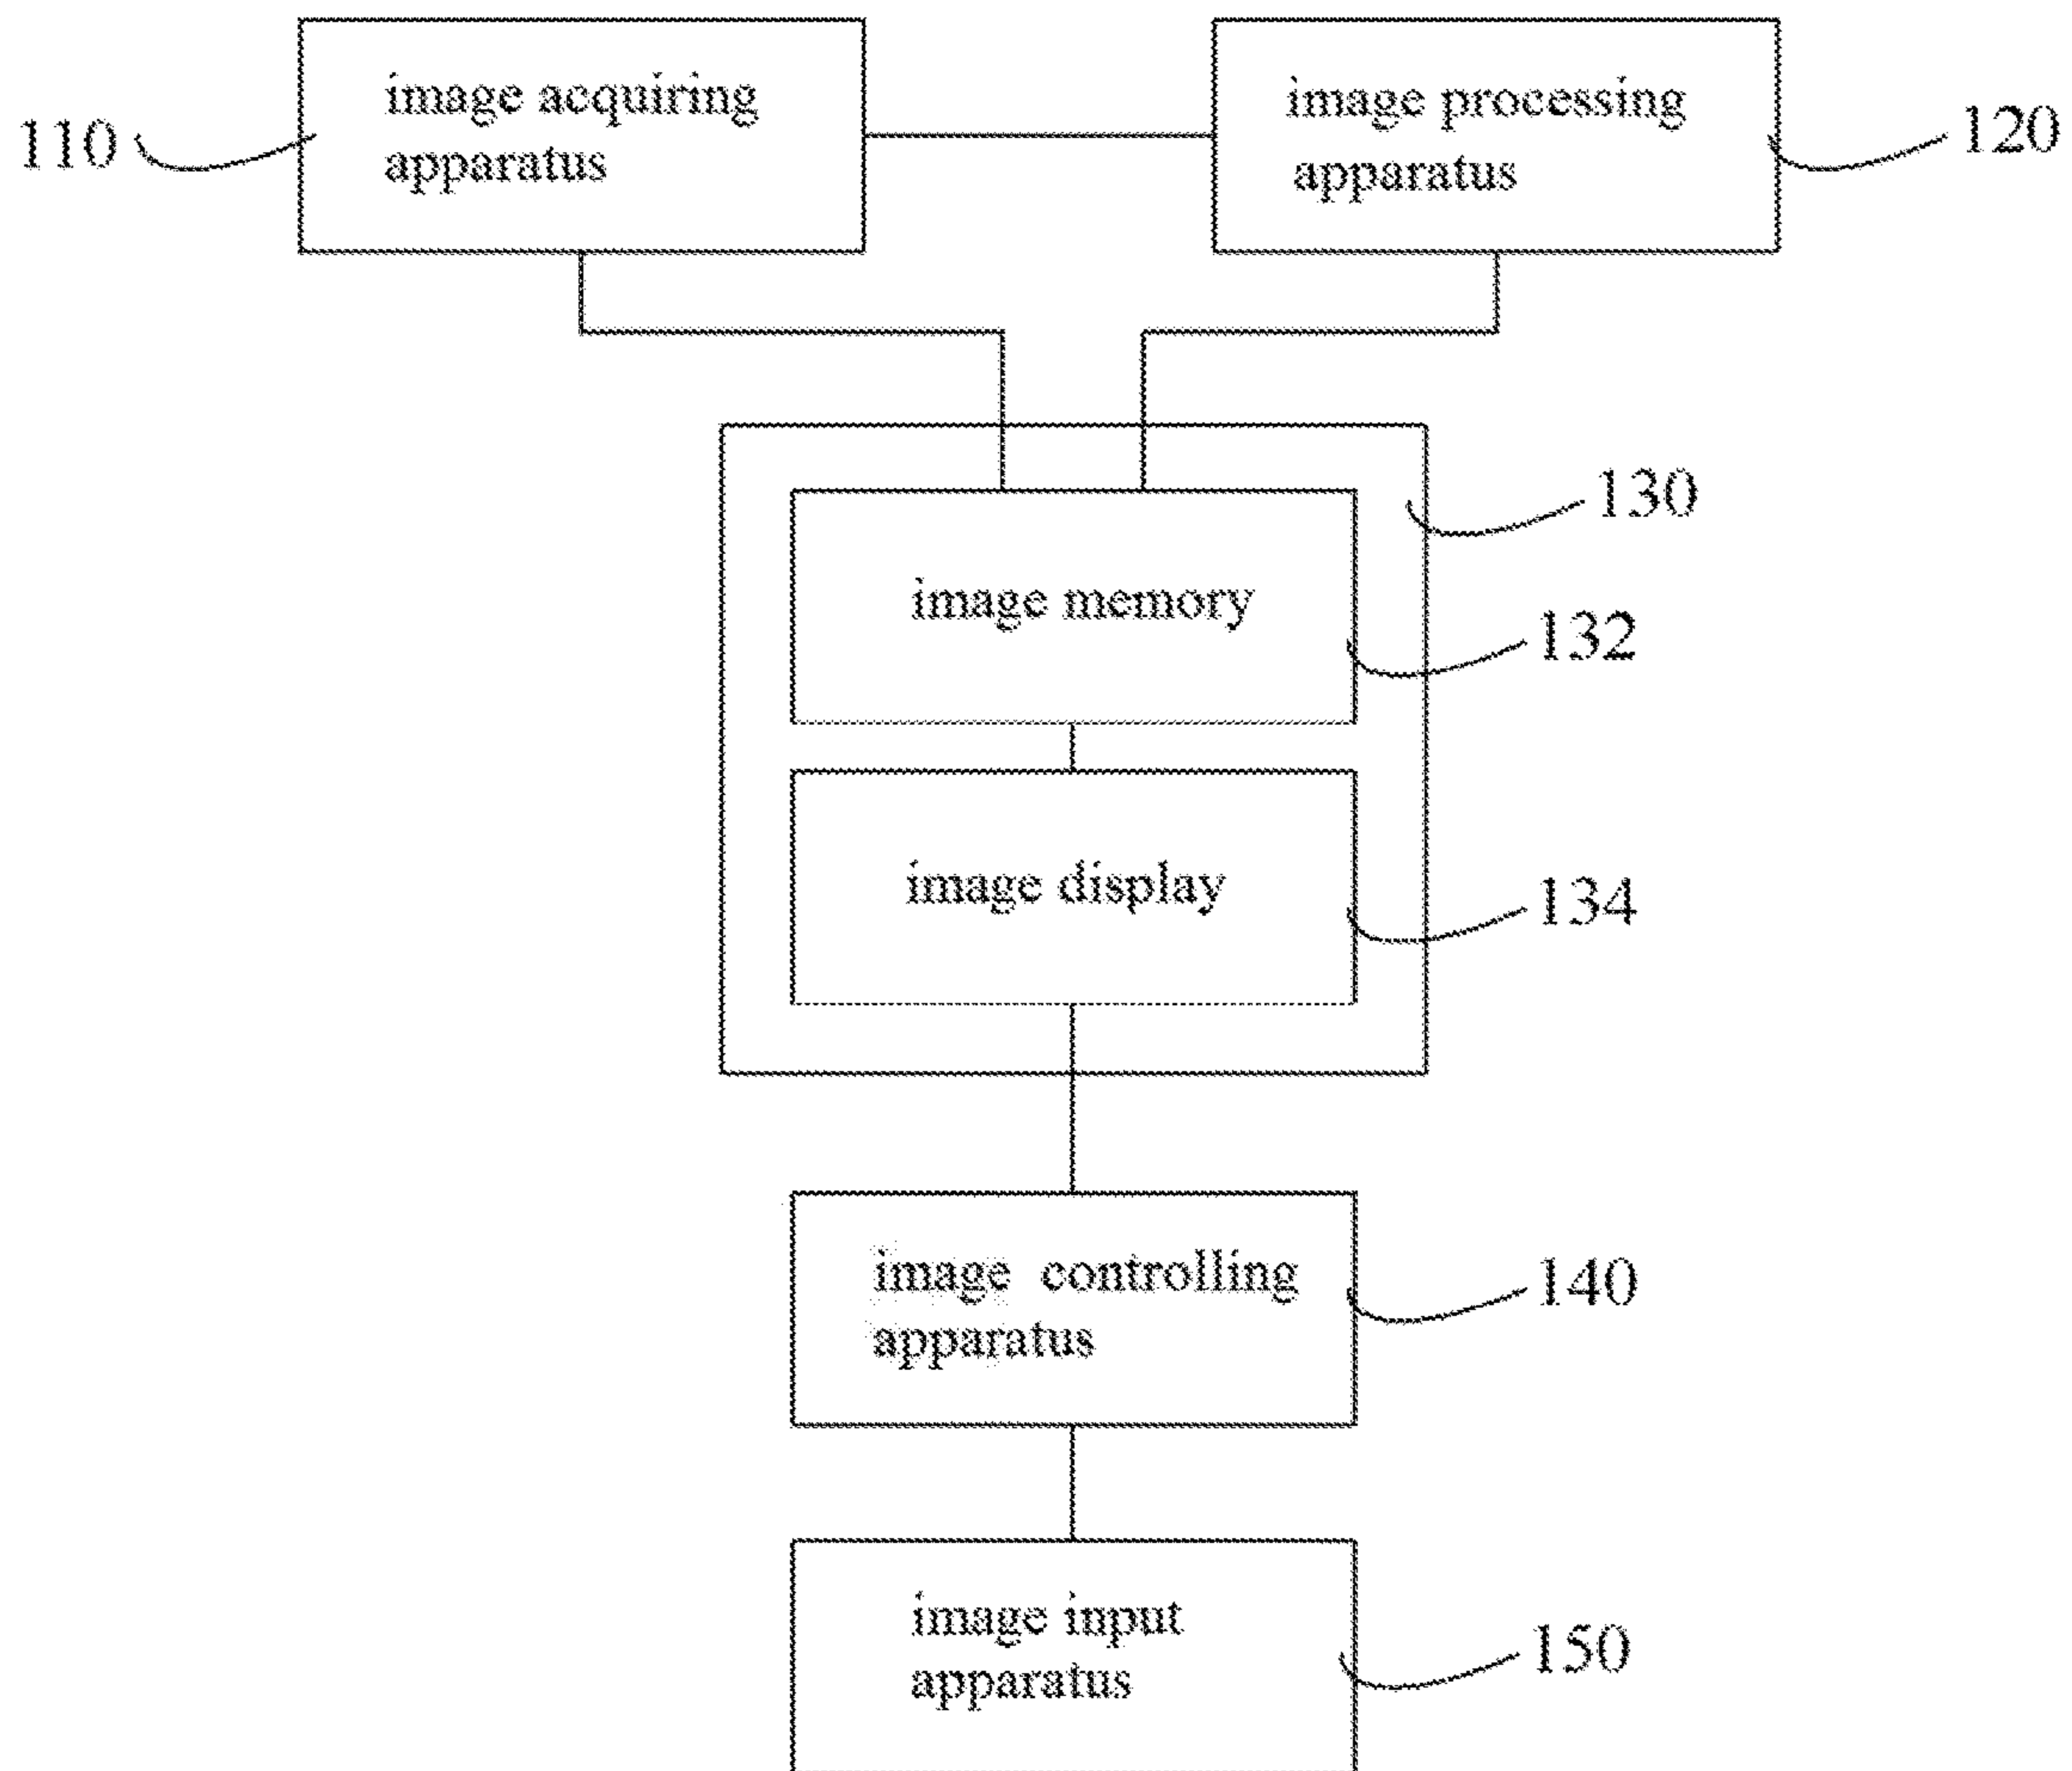 image acquiring
apparatus
110
image processing
apparatus
120
130
image memory
132
image display
134
image controlling
apparatus
140
image input
apparatus
150